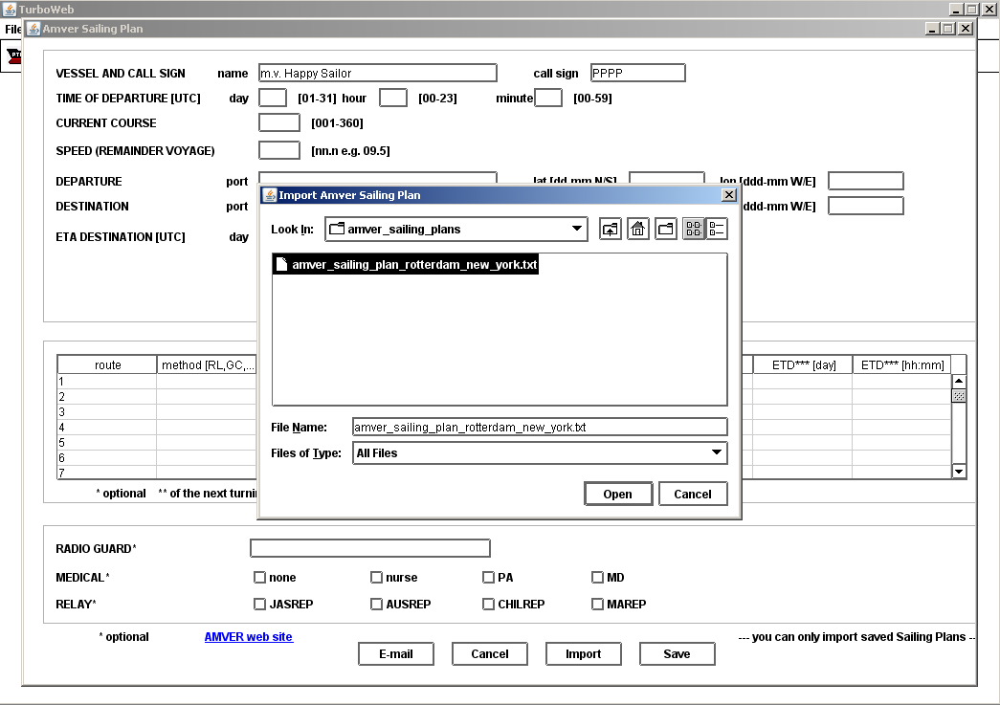 TurboWeb
File
Amver Sailing Plan
VESSEL AND CALL SIGN name m.v. Happy Sailor call sign PPPP
TIME OF DEPARTURE [UTC] day [01-31] hour [00-23] minute [00-59]
CURRENT COURSE [001-360]
SPEED (REMAINDER VOYAGE) [nn.n e.g. 09.5]
DEPARTURE port lat [dd-mm N/S] lon [ddd-mm W/E]
DESTINATION port ddd-mm W/E]
ETA DESTINATION [UTC] day
Import Amver Sailing Plan
Look In: amver_sailing_plans
amver_sailing_plan_rotterdam_new_york.txt
File Name: amver_sailing_plan_rotterdam_new_york.txt
Files of Type: All Files
Open Cancel
route method [RL,GC,... ETD*** [day] ETD*** [hh:mm]
1
2
3
4
5
6
7
* optional ** of the next turnin
RADIO GUARD*
MEDICAL* none nurse PA MD
RELAY* JASREP AUSREP CHILREP MAREP
* optional AMVER web site --- you can only import saved Sailing Plans --
E-mail Cancel Import Save